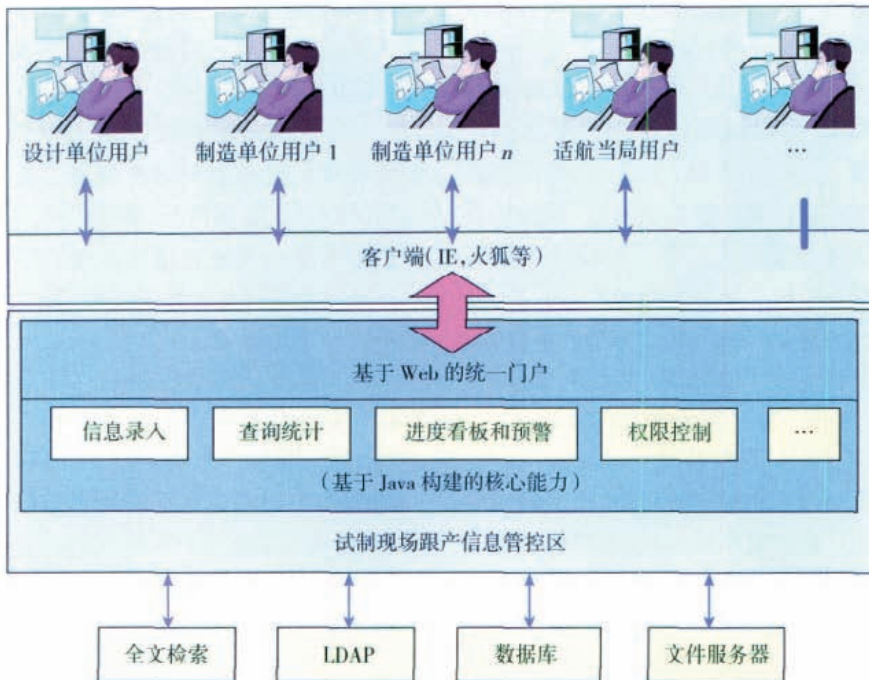 设计单位用户
制造单位用户 1
制造单位用户 n
适航当局用户
…
客户端(IE,火狐等)
基于 Web 的统一门户
信息录入
查询统计
进度看板和预警
权限控制
…
(基于 Java 构建的核心能力)
试制现场跟产信息管控区
全文检索
LDAP
数据库
文件服务器